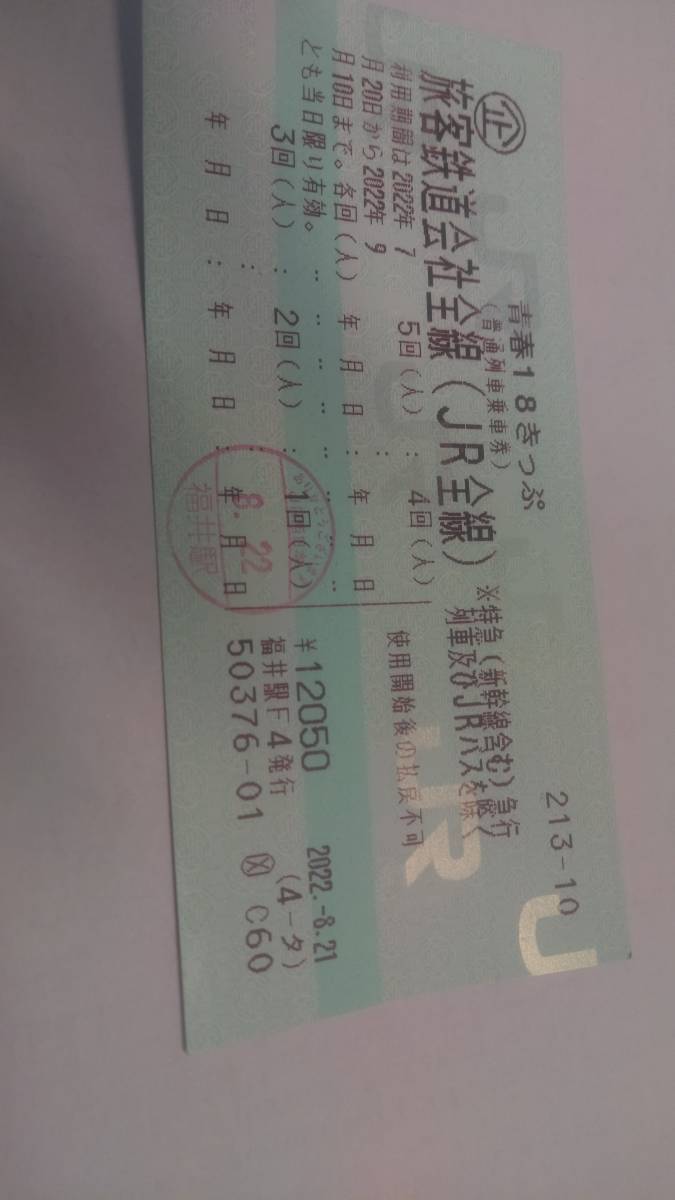 213-10
青春18きっぷ
(普通列車乗車券)
企
旅客鉄道会社全線(JR全線)
※特急(新幹線含む)急行
列車及びJRバスを除く
利用期間は2022年 7
月20日から2022年 9
月10日まで。各回(人)
とも当日限り有効。
5回(人) : 4回(人)
年 月 日 : 年 月 日
3回(人) : 2回(人) : 1回(人)
年 月 日 : 年 月 日 : 年 月 日
8.22
福井駅
使用開始後の払戻不可
¥12050
2022.-8.21
福井駅F4発行
(4-タ)
50376-01
C60
JR
J